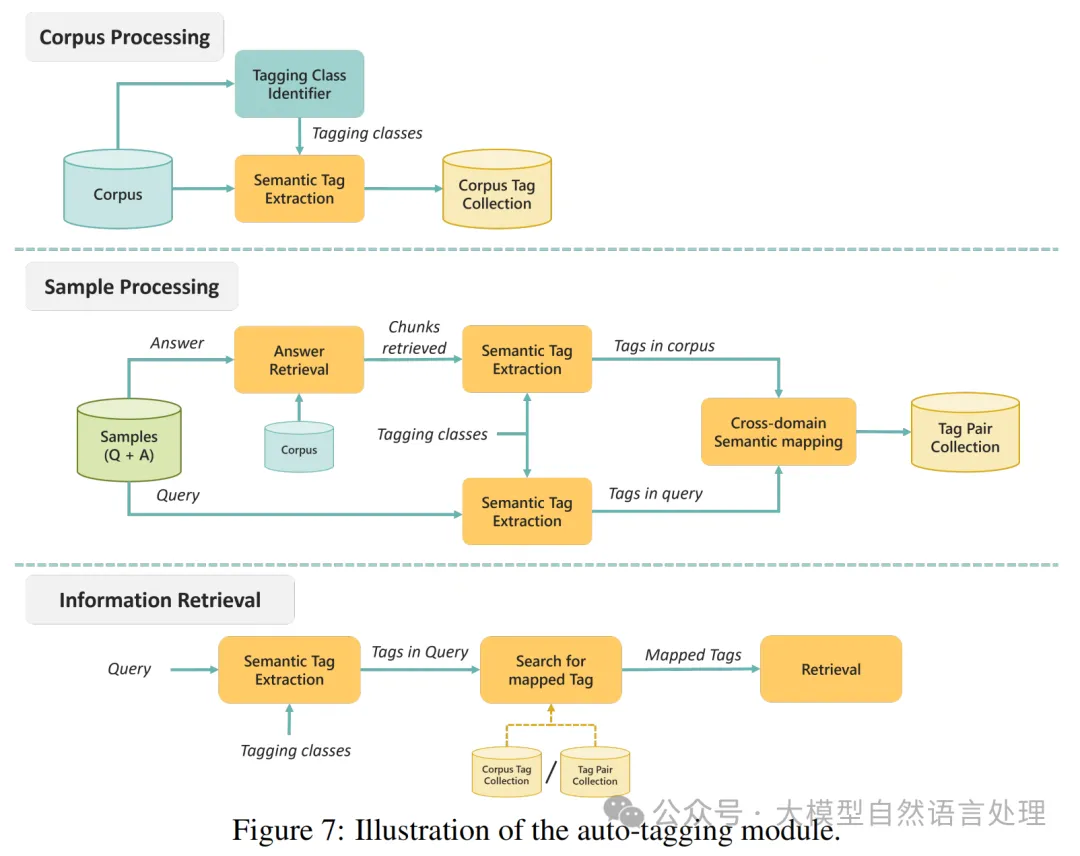 Corpus Processing
Tagging Class
Identifier
Tagging classes
Corpus
Semantic Tag
Extraction
Corpus Tag
Collection
Sample Processing
Answer
Answer
Retrieval
Chunks
retrieved
Semantic Tag
Extraction
Tags in corpus
Samples
(Q + A)
Corpus
Tagging classes
Cross-domain
Semantic mapping
Tag Pair
Collection
Query
Semantic Tag
Extraction
Tags in query
Information Retrieval
Query
Semantic Tag
Extraction
Tags in Query
Search for
mapped Tag
Mapped Tags
Retrieval
Tagging classes
Corpus Tag
Collection
/
Tag Pair
Collection
公众号 · 大模型自然语言处理
Figure 7: Illustration of the auto-tagging module.